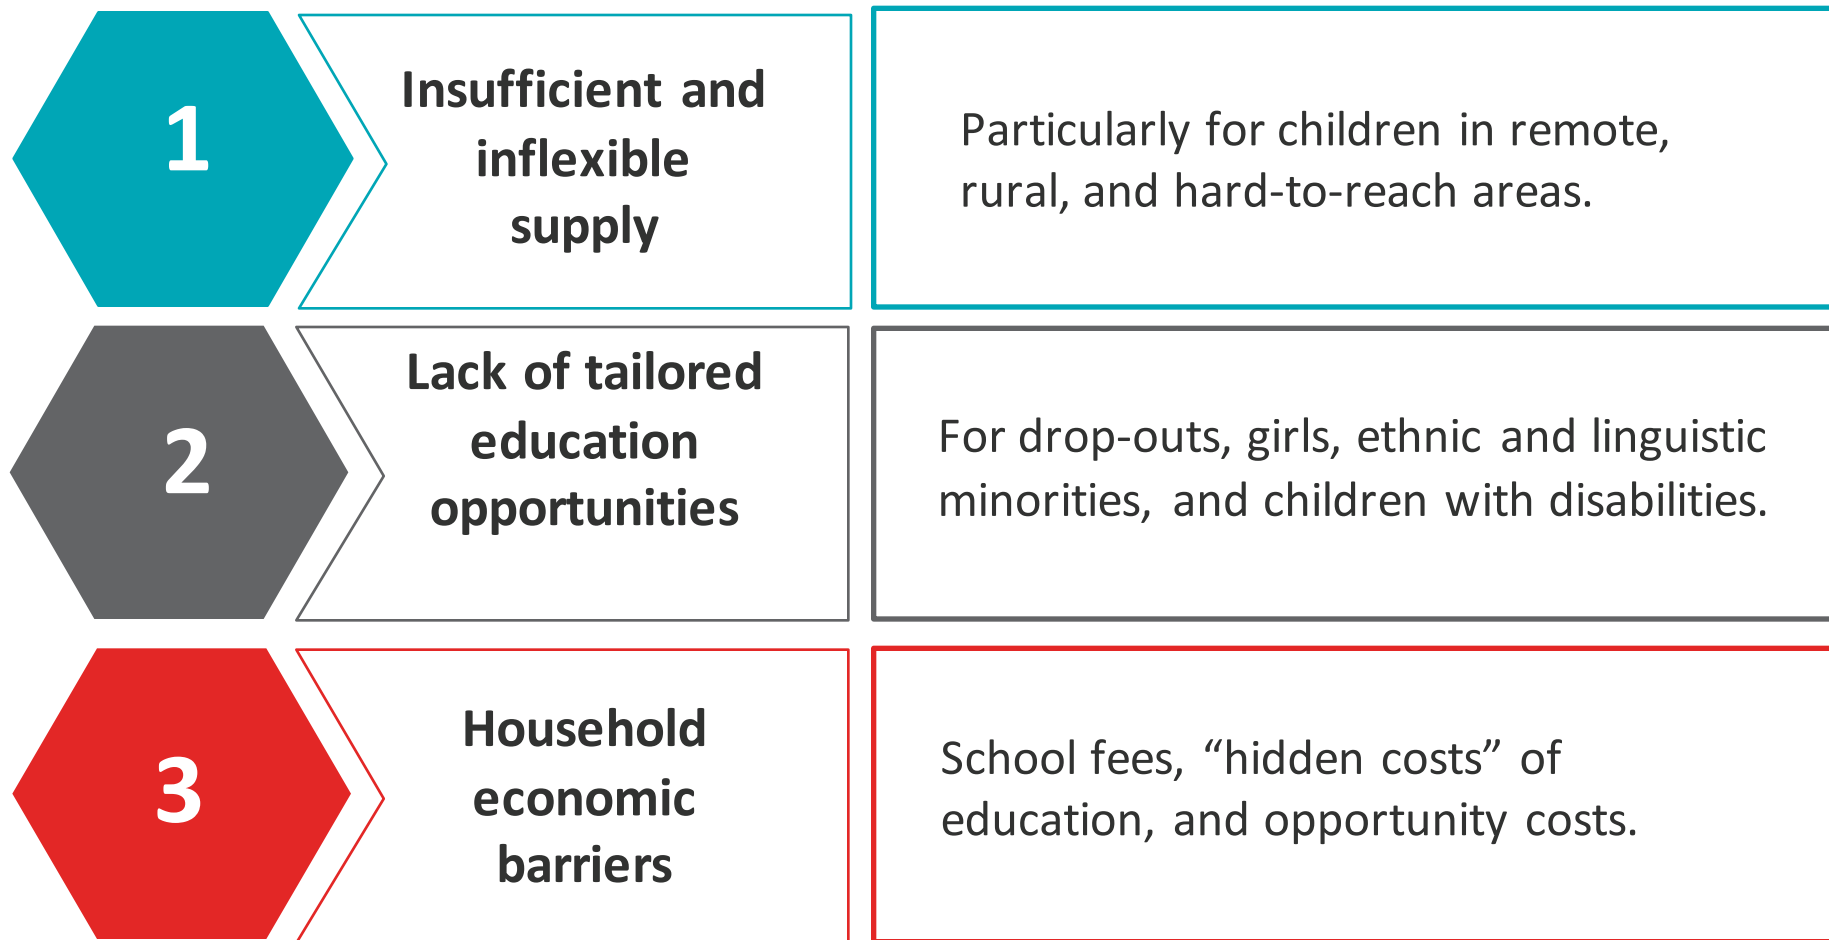 1
Insufficient and
inflexible
supply
Particularly for children in remote,
rural, and hard-to-reach areas.
2
Lack of tailored
education
opportunities
For drop-outs, girls, ethnic and linguistic
minorities, and children with disabilities.
3
Household
economic
barriers
School fees, “hidden costs” of
education, and opportunity costs.